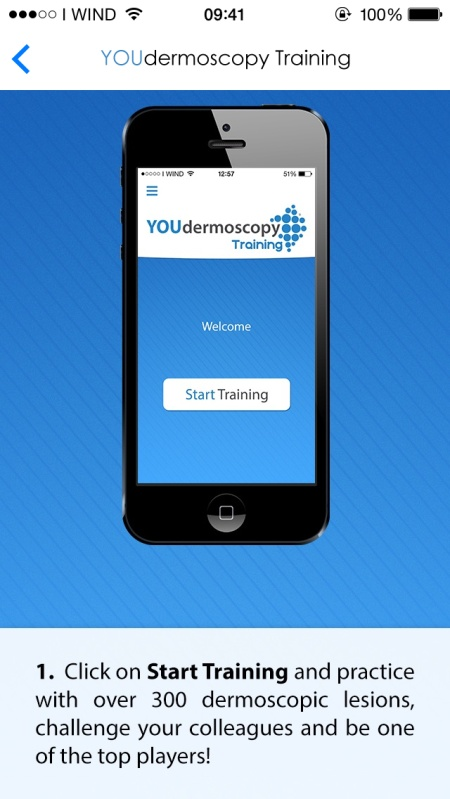 I WIND 09:41 100%
YOUdermoscopy Training
I WIND 12:57 51%
YOUdermoscopy
Training
Welcome
Start Training
1. Click on Start Training and practice
with over 300 dermoscopic lesions,
challenge your colleagues and be one
of the top players!